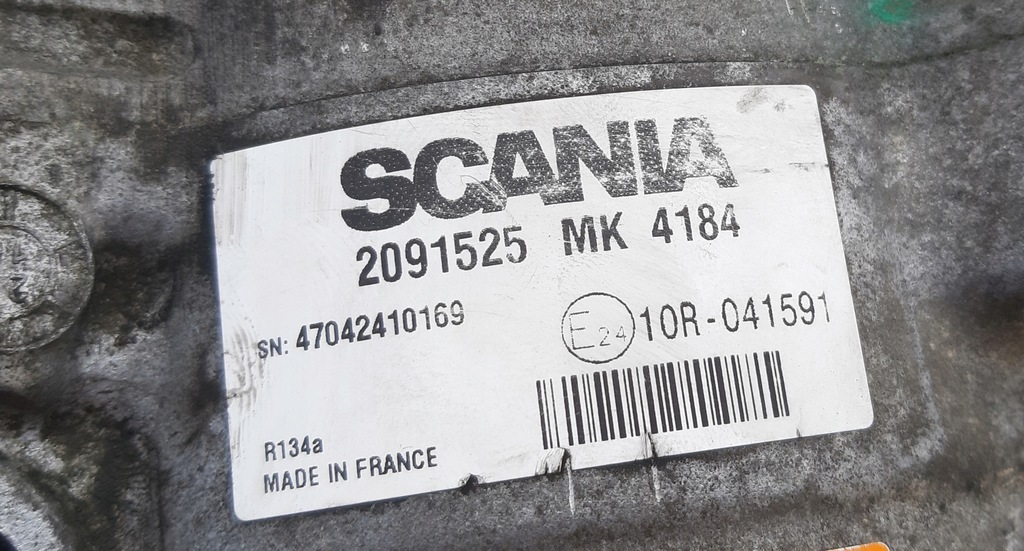 SCANIA
2091525 MK 4184
SN: 47042410169
E24 10R-041591
R134a
MADE IN FRANCE